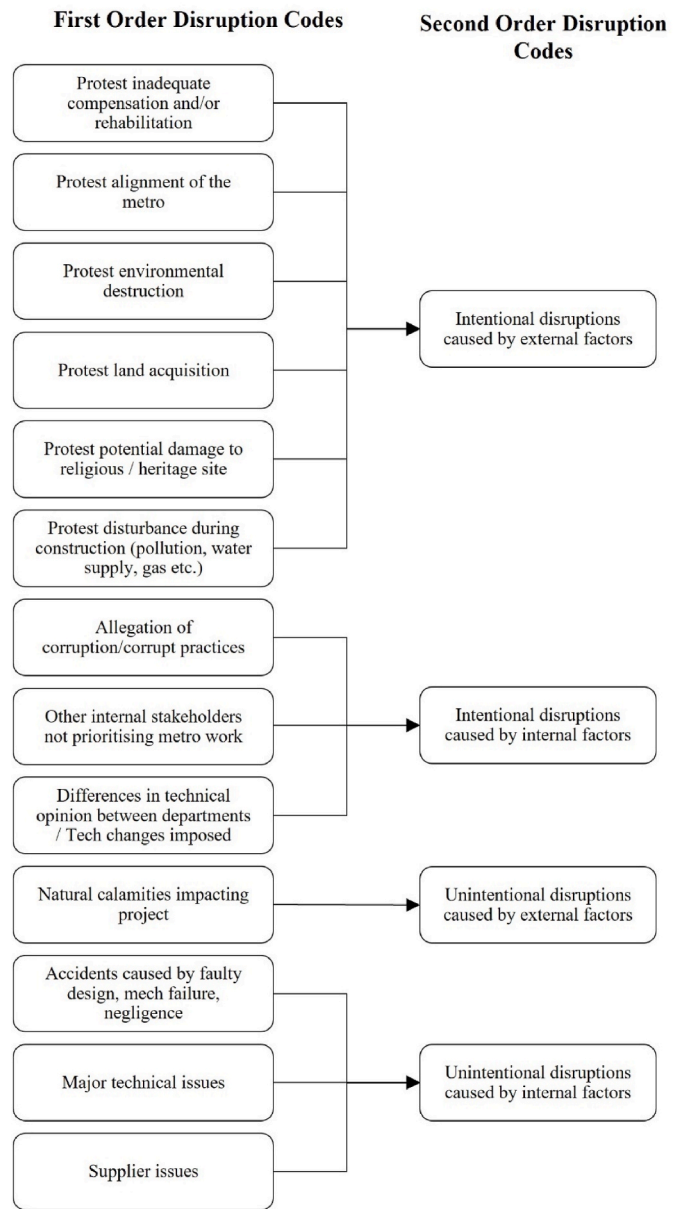 First Order Disruption Codes
Second Order Disruption
Codes
Protest inadequate
compensation and/or
rehabilitation
Protest alignment of the
metro
Protest environmental
destruction
Protest land acquisition
Protest potential damage to
religious / heritage site
Protest disturbance during
construction (pollution, water
supply, gas etc.)
Intentional disruptions
caused by external factors
Allegation of
corruption/corrupt practices
Other internal stakeholders
not prioritising metro work
Differences in technical
opinion between departments
/ Tech changes imposed
Intentional disruptions
caused by internal factors
Natural calamities impacting
project
Unintentional disruptions
caused by external factors
Accidents caused by faulty
design, mech failure,
negligence
Major technical issues
Supplier issues
Unintentional disruptions
caused by internal factors